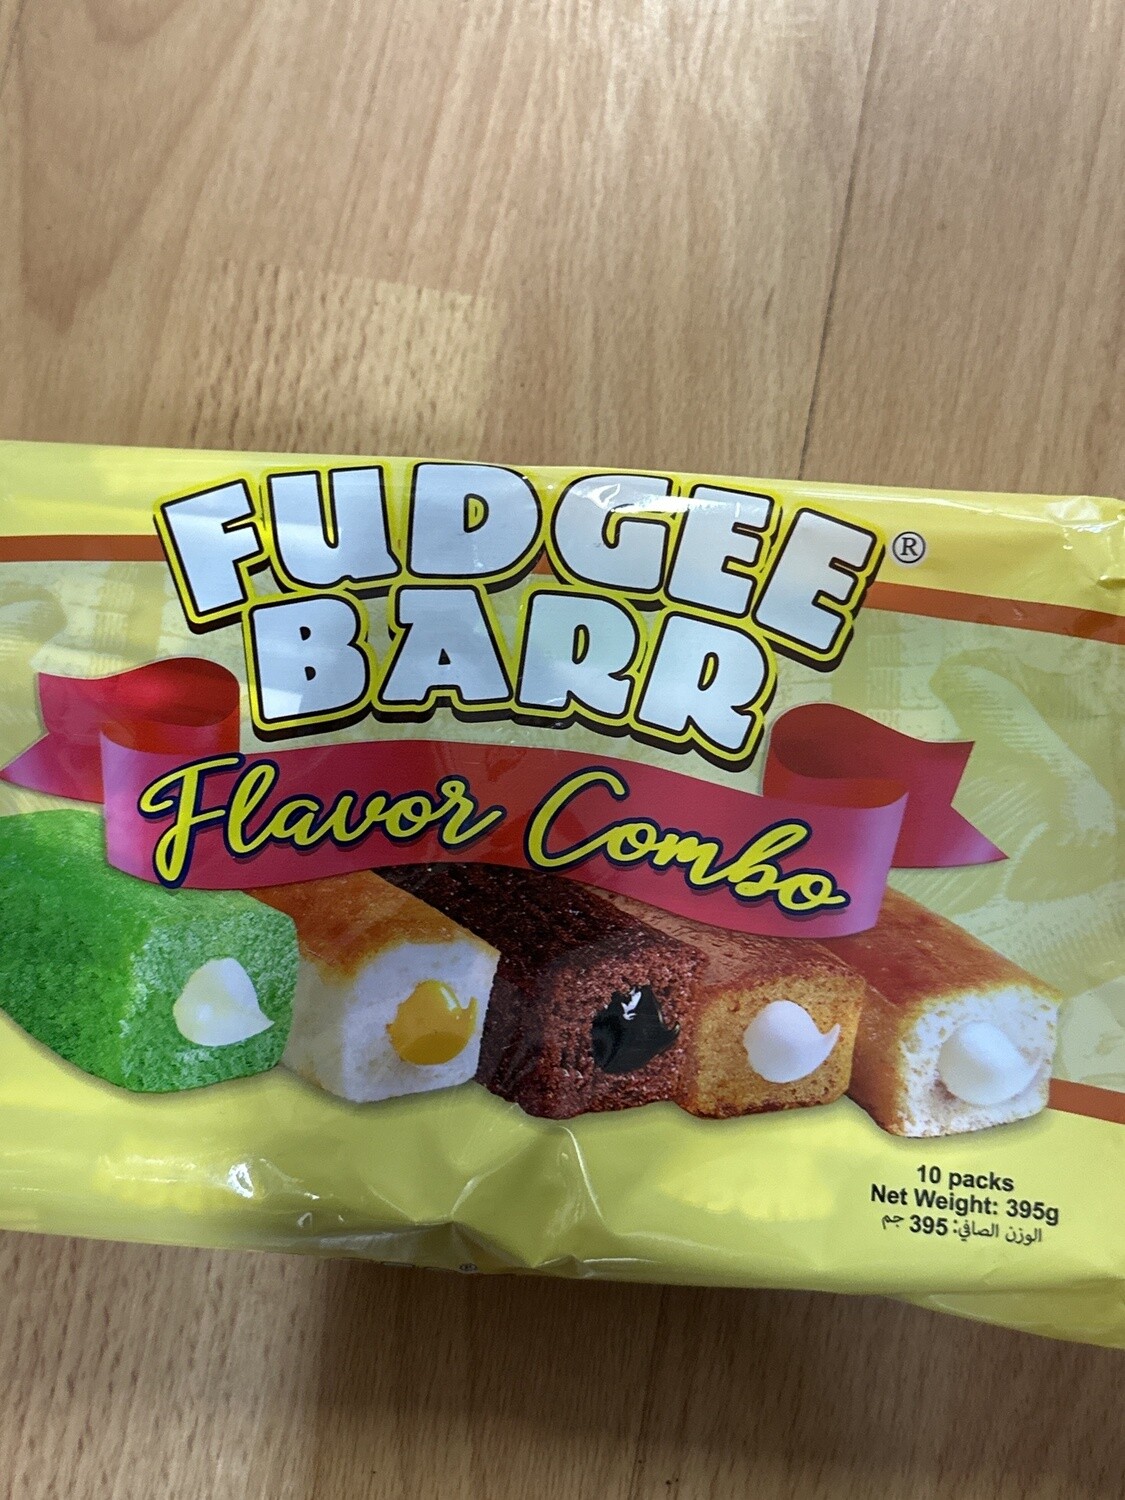 FUDGEE
BARR®
Flavor Combo
10 packs
Net Weight: 395g
الوزن الصافي: 395 جم
®